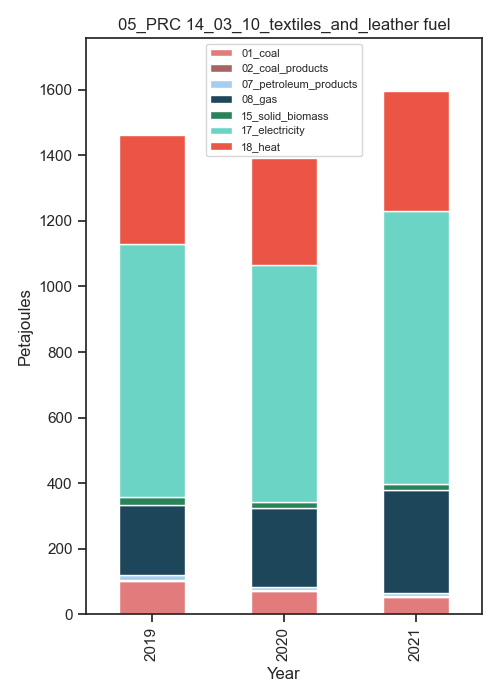 05_PRC 14_03_10_textiles_and_leather fuel
01_coal
02_coal_products
07_petroleum_products
08_gas
15_solid_biomass
17_electricity
18_heat
Petajoules
1600
1400
1200
1000
800
600
400
200
0
2019
2020
2021
Year